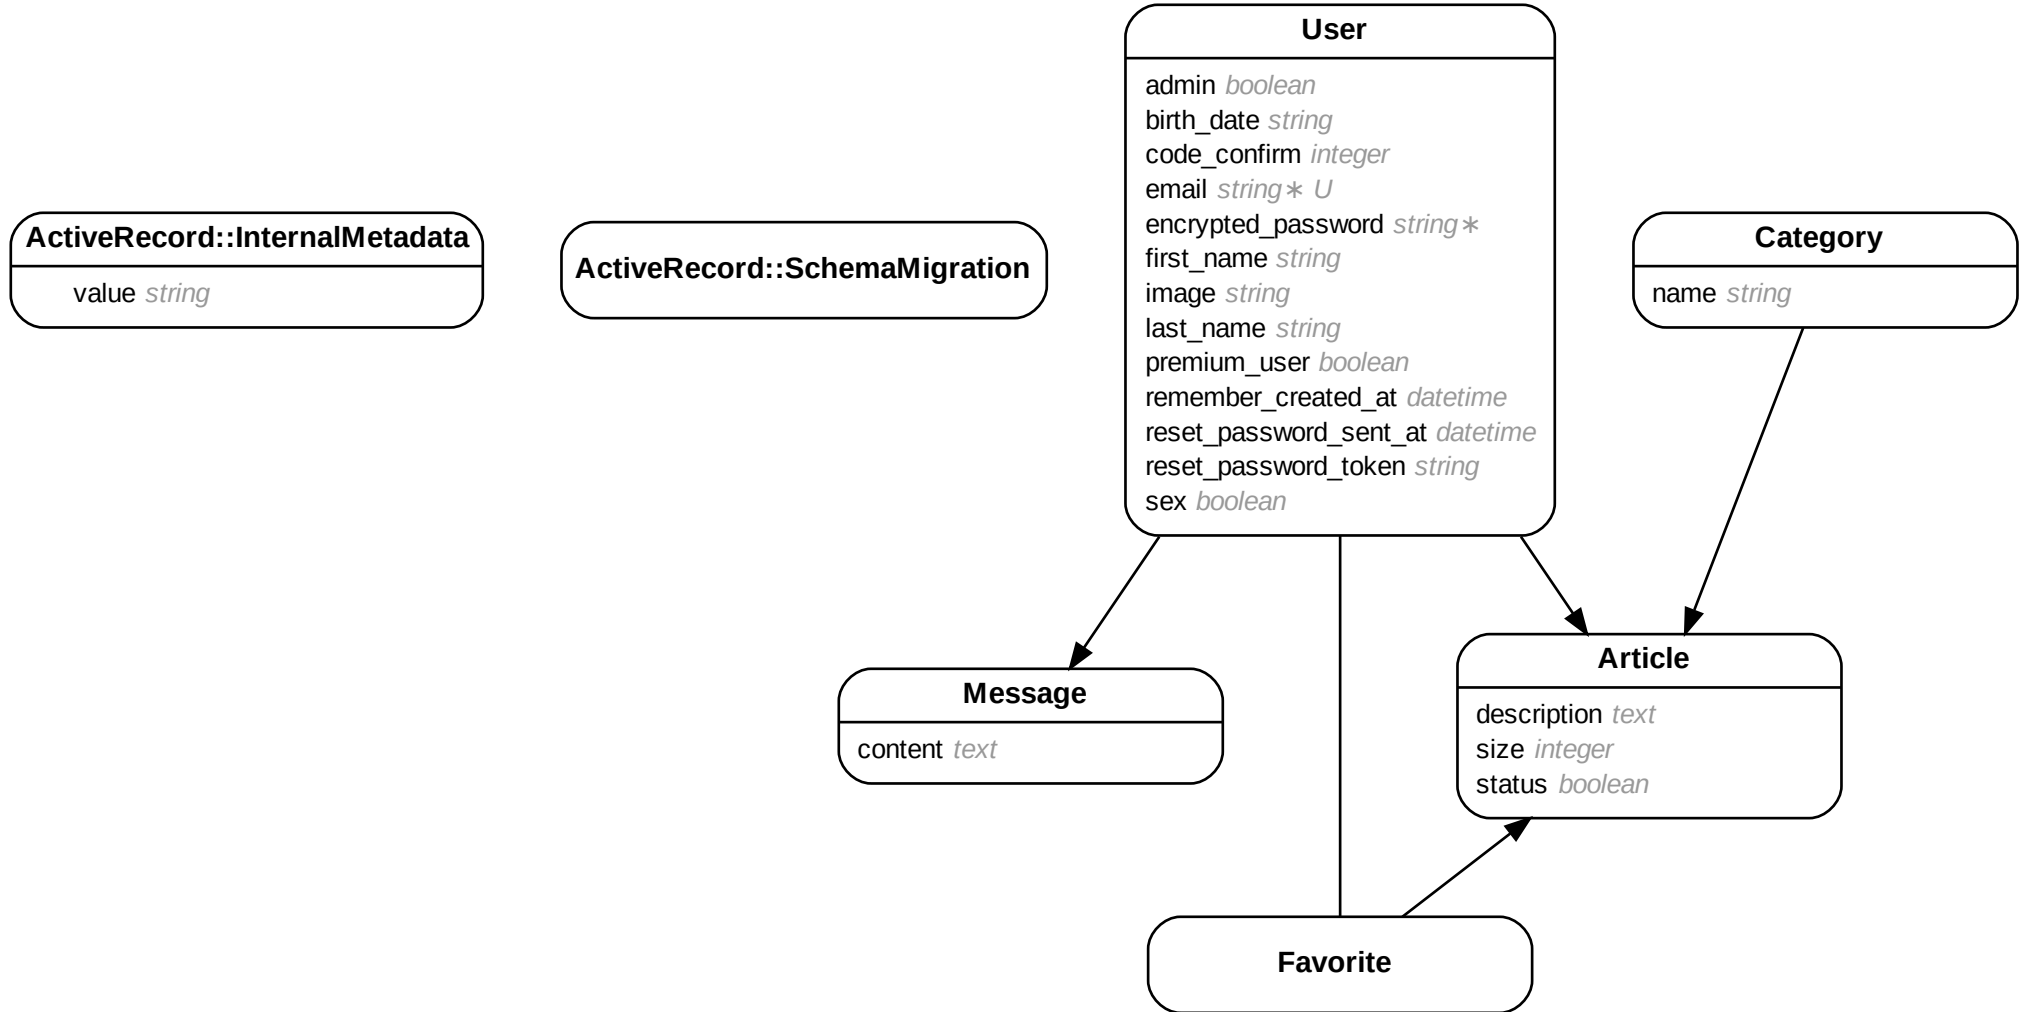 User
admin boolean
birth_date string
code_confirm integer
email string∗ U
encrypted_password string∗
first_name string
image string
last_name string
premium_user boolean
remember_created_at datetime
reset_password_sent_at datetime
reset_password_token string
sex boolean
ActiveRecord::InternalMetadata
value string
ActiveRecord::SchemaMigration
Category
name string
Message
content text
Article
description text
size integer
status boolean
Favorite